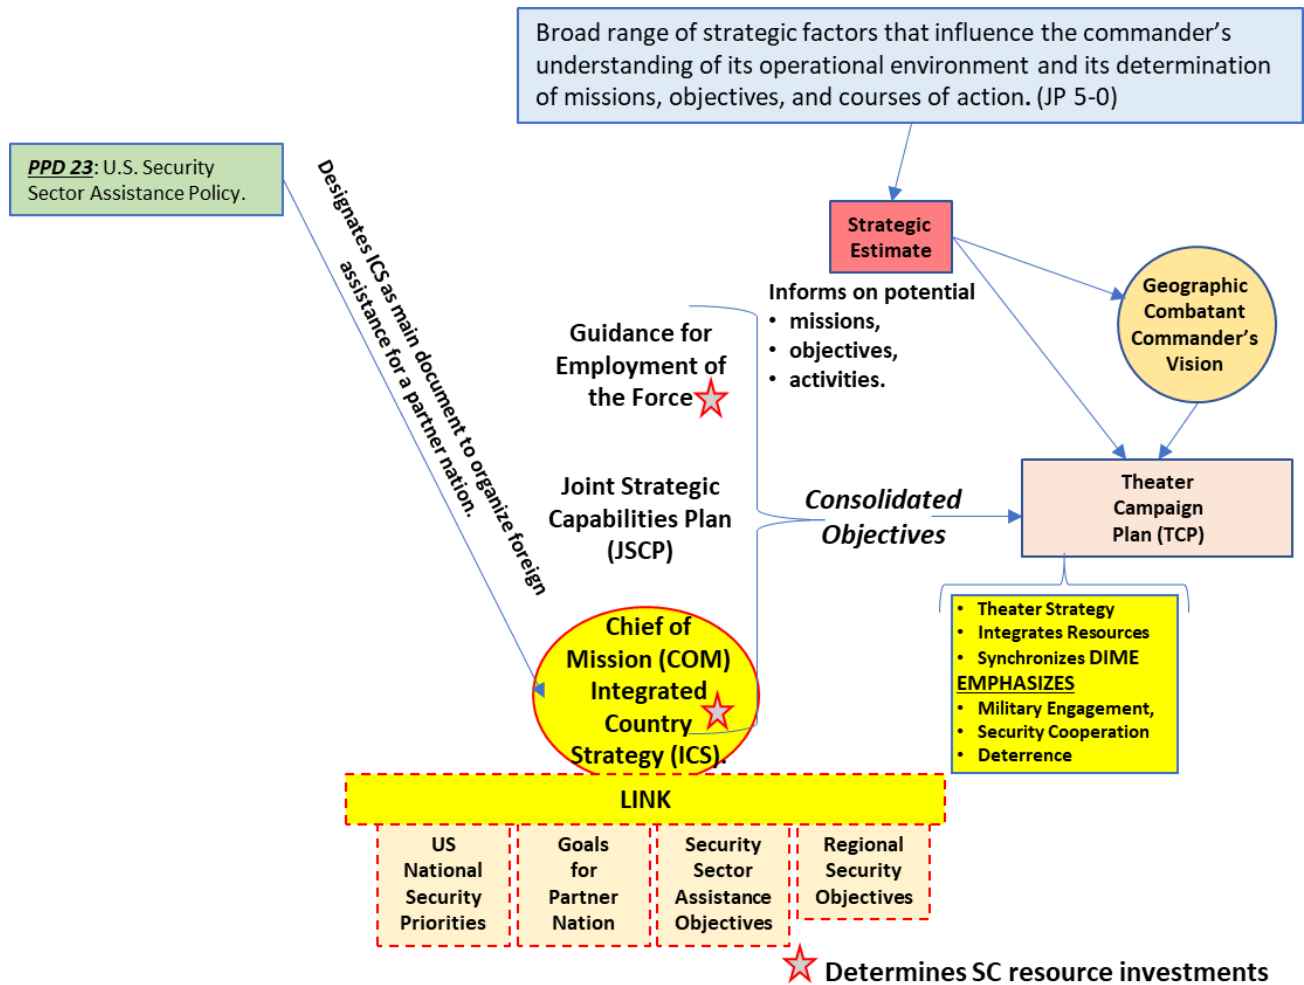 Broad range of strategic factors that influence the commander’s
understanding of its operational environment and its determination
of missions, objectives, and courses of action. (JP 5-0)
PPD 23: U.S. Security
Sector Assistance Policy.
Designates ICS as main document to organize foreign
assistance for a partner nation.
Strategic
Estimate
Informs on potential
• missions,
• objectives,
• activities.
Geographic
Combatant
Commander’s
Vision
Guidance for
Employment of
the Force
Joint Strategic
Capabilities Plan
(JSCP)
Consolidated
Objectives
Theater
Campaign
Plan (TCP)
• Theater Strategy
• Integrates Resources
• Synchronizes DIME
EMPHASIZES
• Military Engagement,
• Security Cooperation
• Deterrence
Chief of
Mission (COM)
Integrated
Country
Strategy (ICS).
LINK
US
National
Security
Priorities
Goals
for
Partner
Nation
Security
Sector
Assistance
Objectives
Regional
Security
Objectives
Determines SC resource investments